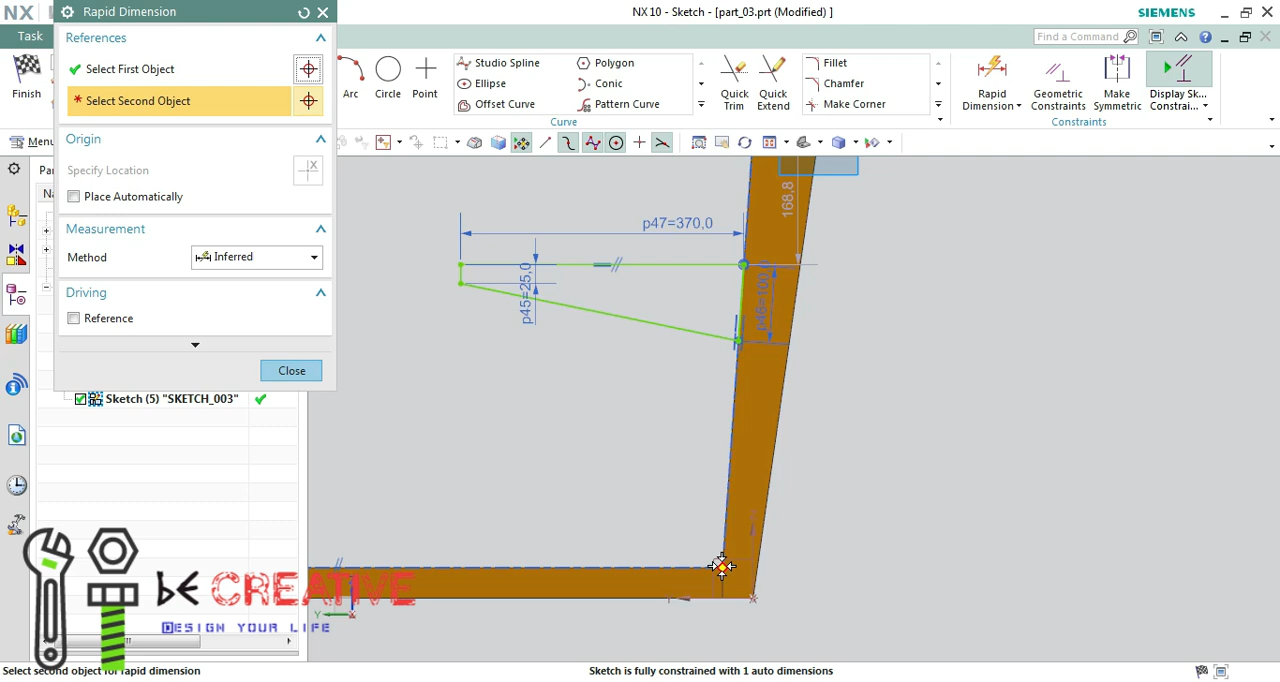 NX
Rapid Dimension
NX 10 - Sketch - [part_03.prt (Modified) ]
SIEMENS
Task
References
Find a Command
Select First Object
* Select Second Object
Finish
Arc
Circle
Point
Studio Spline
Polygon
Ellipse
Conic
Offset Curve
Pattern Curve
Curve
Quick Trim
Quick Extend
Fillet
Chamfer
Make Corner
Rapid Dimension
Geometric Constraints
Make Symmetric
Display Sk... Constrai...
Constraints
Menu
Origin
Specify Location
Place Automatically
Measurement
Method
Inferred
Driving
Reference
Close
Sketch (5) "SKETCH_003"
168,8
p47=370,0
p45=25,0
Y
X
BE CREATIVE
DESIGN YOUR LIFE
Select second object for rapid dimension
Sketch is fully constrained with 1 auto dimensions